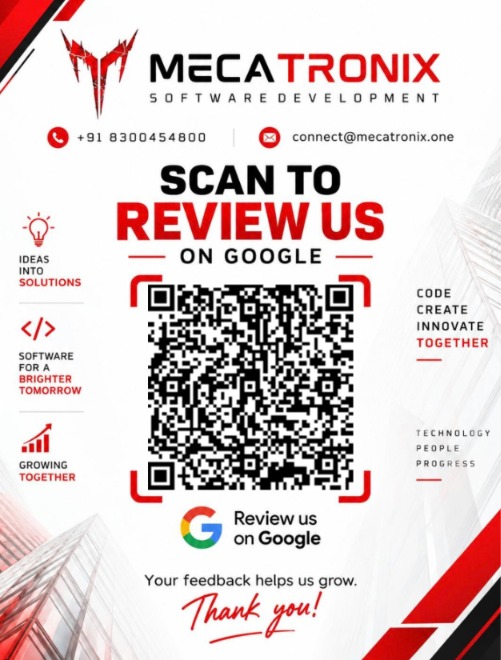 MECATRONIX
SOFTWARE DEVELOPMENT
+91 8300454800
connect@mecatronix.one
SCAN TO
REVIEW US
ON GOOGLE
IDEAS
INTO
SOLUTIONS
</>
SOFTWARE
FOR A
BRIGHTER
TOMORROW
GROWING
TOGETHER
CODE
CREATE
INNOVATE
TOGETHER
TECHNOLOGY
PEOPLE
PROGRESS
G
Review us
on Google
Your feedback helps us grow.
Thank you!